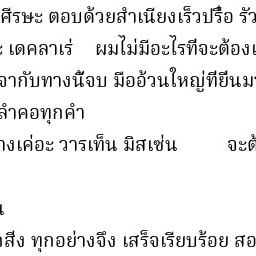 ศีรษะ ตอบด้วยสำเนียงเร็วปรื๋อ รัว
เดคลาเร่ ผมไม่มีอะไรที่จะต้อง
จากับทางนี้จบ มีอ้วนใหญ่ที่ยืน
ลำคอทุกคำ
างเค่อะ วารเท็น มิสเซ่น จะต้
น
สิ่ง ทุกอย่างจึง เสร็จเรียบร้อย สอ